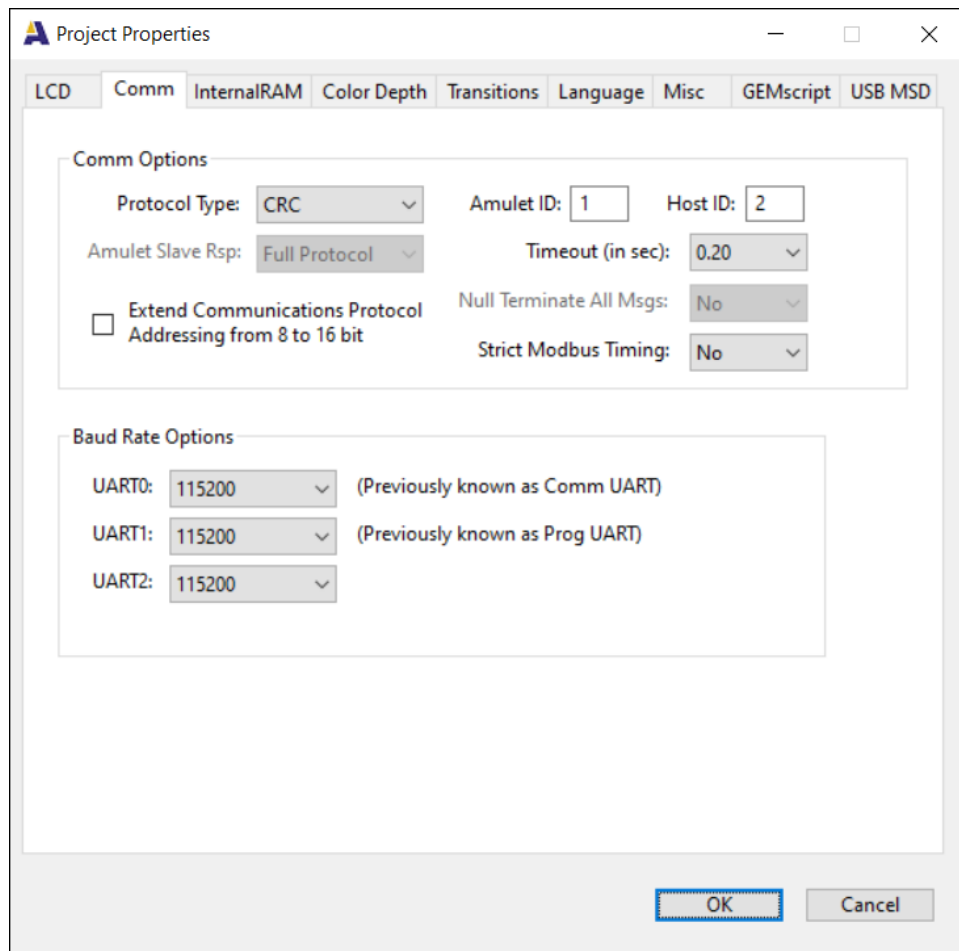 Project Properties
LCD Comm InternalRAM Color Depth Transitions Language Misc GEMscript USB MSD
Comm Options
Protocol Type: CRC Amulet ID: 1 Host ID: 2
Amulet Slave Rsp: Full Protocol Timeout (in sec): 0.20
Extend Communications Protocol
Addressing from 8 to 16 bit
Null Terminate All Msgs: No
Strict Modbus Timing: No
Baud Rate Options
UART0: 115200 (Previously known as Comm UART)
UART1: 115200 (Previously known as Prog UART)
UART2: 115200
OK Cancel